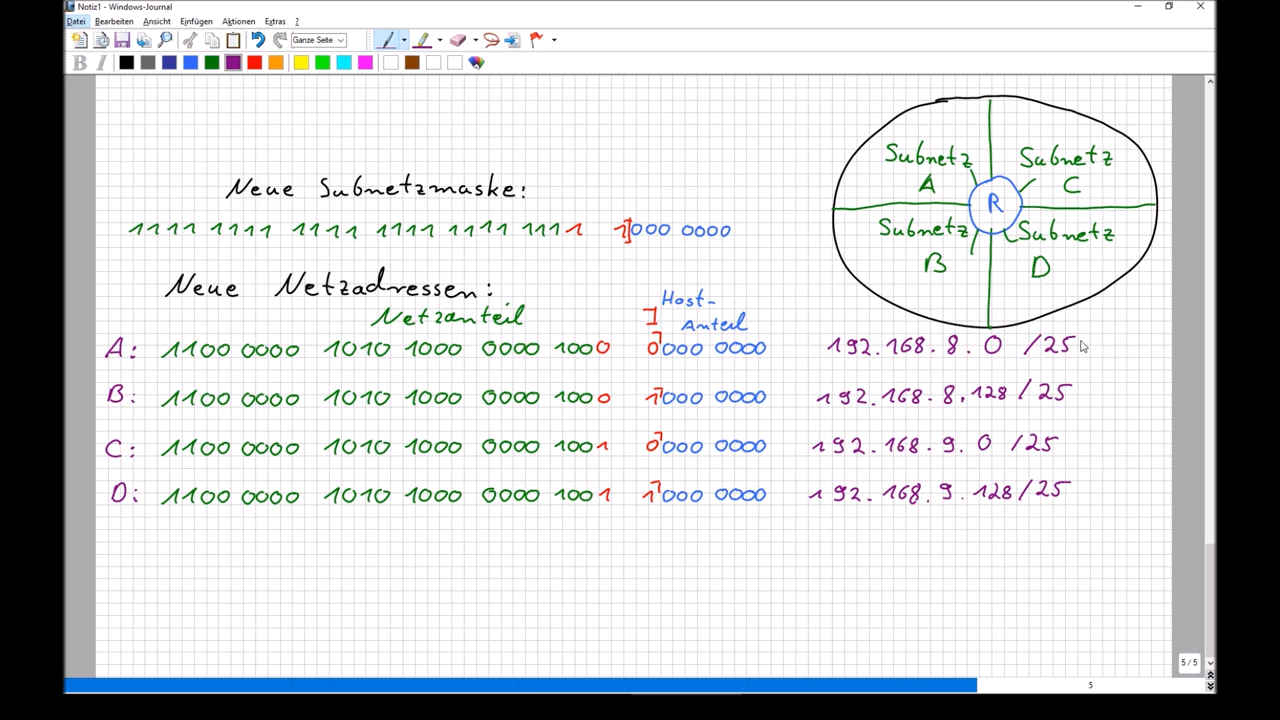 Notiz1 - Windows-Journal
Datei Bearbeiten Ansicht Einfügen Aktionen Extras ?
Ganze Seite
B I
Subnetz A
Subnetz C
R
Subnetz B
Subnetz D
Neue Subnetzmaske:
1111 1111 1111 1111 1111 1111 1]000 0000
Neue Netzadressen:
Netzanteil
Host-
Anteil
A: 1100 0000 1010 1000 0000 1000 0000 0000 192.168.8.0 /25
B: 1100 0000 1010 1000 0000 1000 1000 0000 192.168.8.128 /25
C: 1100 0000 1010 1000 0000 1001 0000 0000 192.168.9.0 /25
D: 1100 0000 1010 1000 0000 1001 1000 0000 192.168.9.128 /25
5 / 5
5